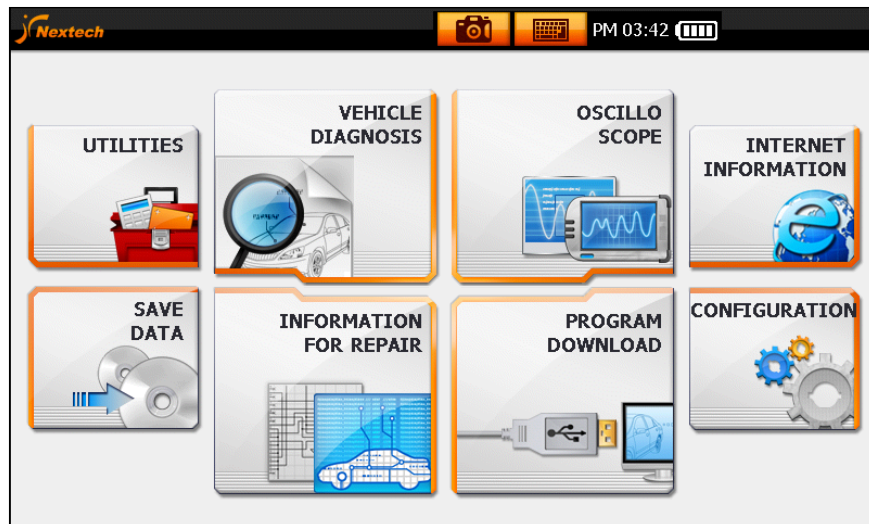 Nextech
PM 03:42
UTILITIES
VEHICLE
DIAGNOSIS
OSCILLO
SCOPE
INTERNET
INFORMATION
SAVE
DATA
INFORMATION
FOR REPAIR
PROGRAM
DOWNLOAD
CONFIGURATION